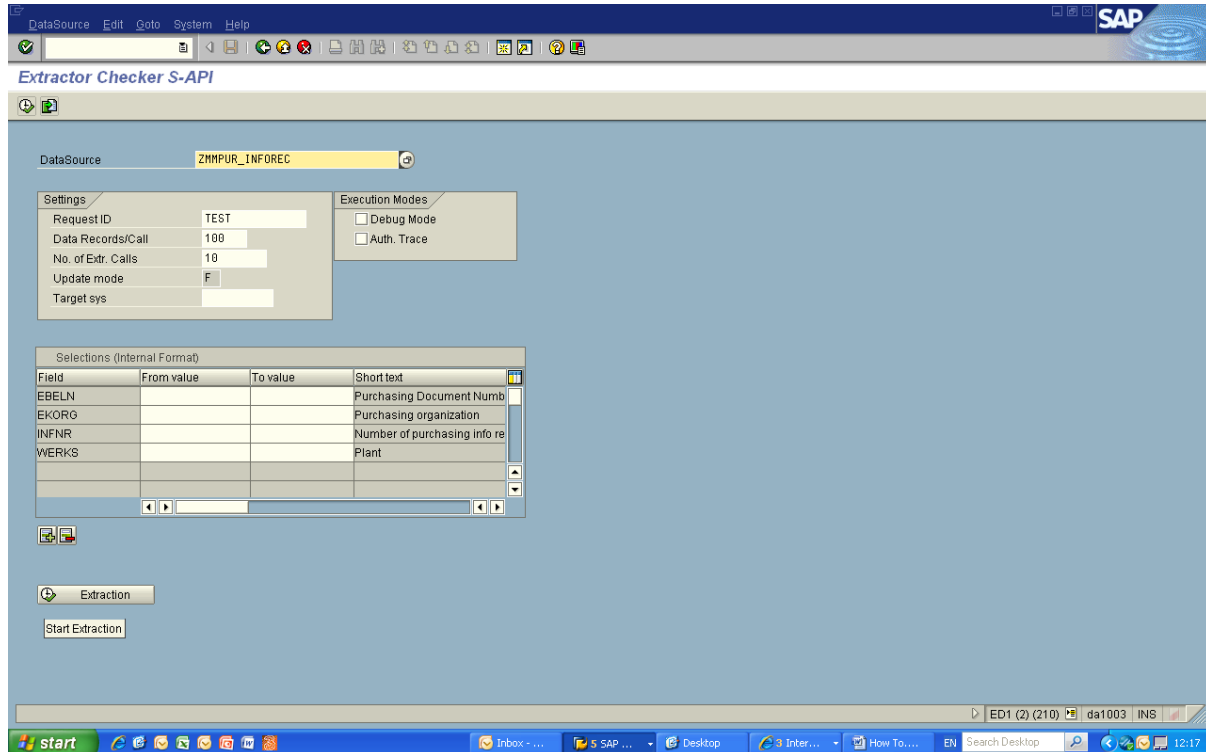 DataSource Edit Goto System Help
SAP
Extractor Checker S-API
DataSource ZMMPUR_INFOREC
Settings Execution Modes
Request ID TEST Debug Mode
Data Records/Call 100 Auth. Trace
No. of Extr. Calls 10
Update mode F
Target sys
Selections (Internal Format)
Field From value To value Short text
EBELN Purchasing Document Numb
EKORG Purchasing organization
INFNR Number of purchasing info re
WERKS Plant
Extraction
Start Extraction
ED1 (2) (210) da1003 INS
start Inbox - ... 5 SAP ... Desktop 3 Inter... How To.... EN Search Desktop 12:17